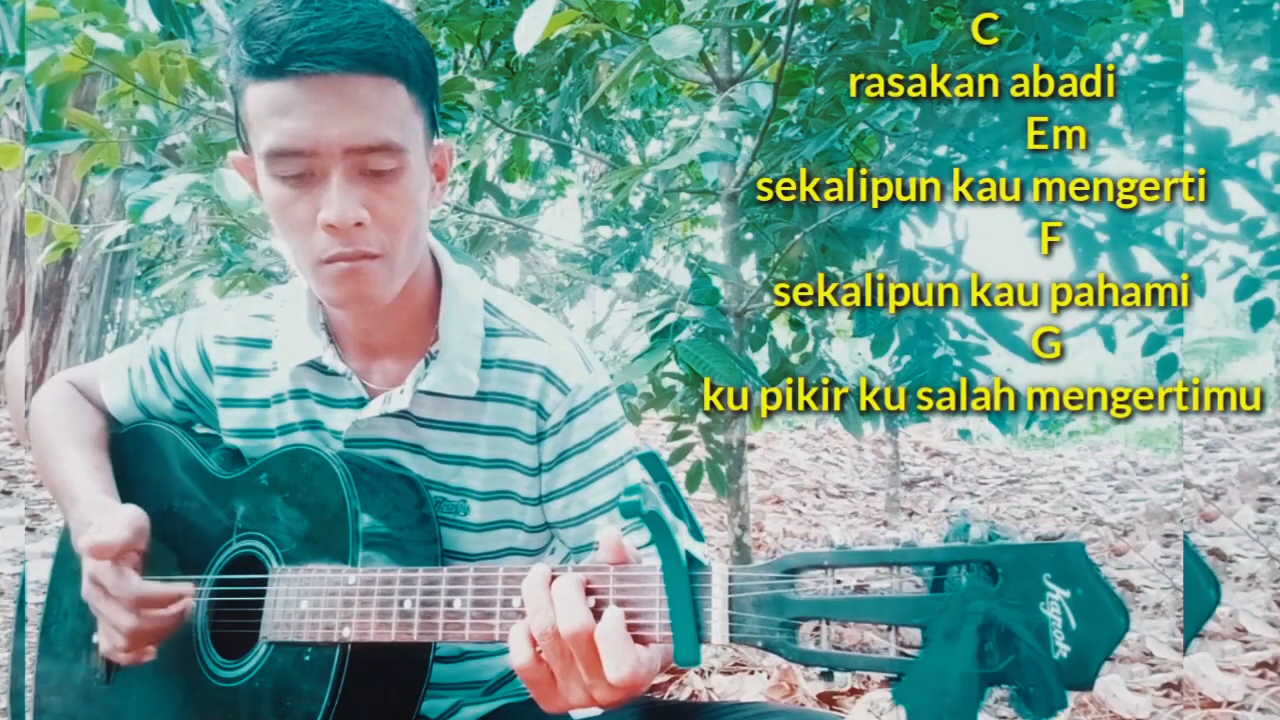 C
rasakan abadi
Em
sekalipun kau mengerti
F
sekalipun kau pahami
G
ku pikir ku salah mengertimu